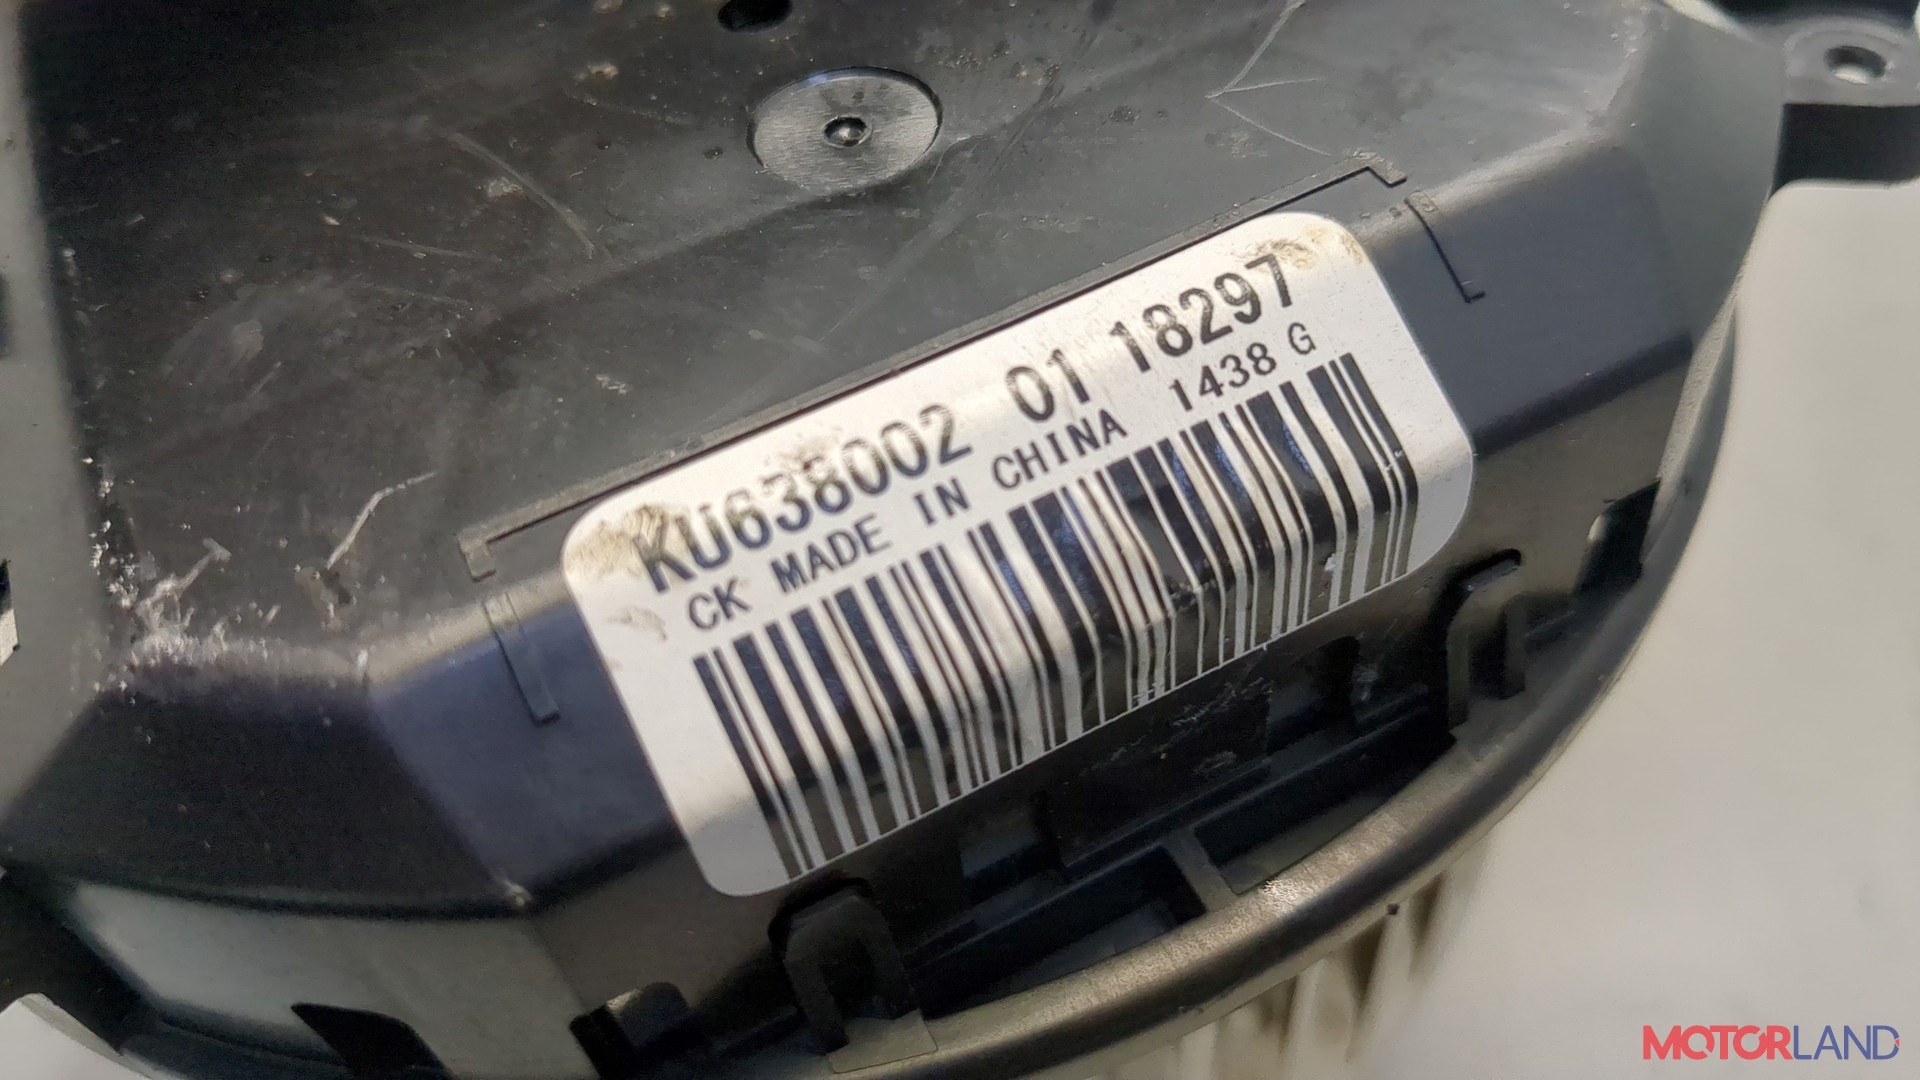 KU638002 01 18297
CK MADE IN CHINA 1438 G
MOTORLAND